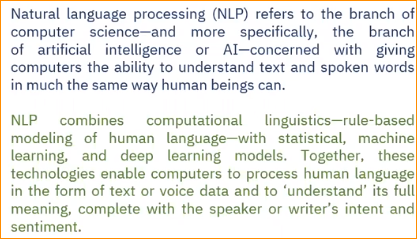 Natural language processing (NLP) refers to the branch of
computer science—and more specifically, the branch
of artificial intelligence or AI—concerned with giving
computers the ability to understand text and spoken words
in much the same way human beings can.
NLP combines computational linguistics—rule-based
modeling of human language—with statistical, machine
learning, and deep learning models. Together, these
technologies enable computers to process human language
in the form of text or voice data and to ‘understand’ its full
meaning, complete with the speaker or writer’s intent and
sentiment.